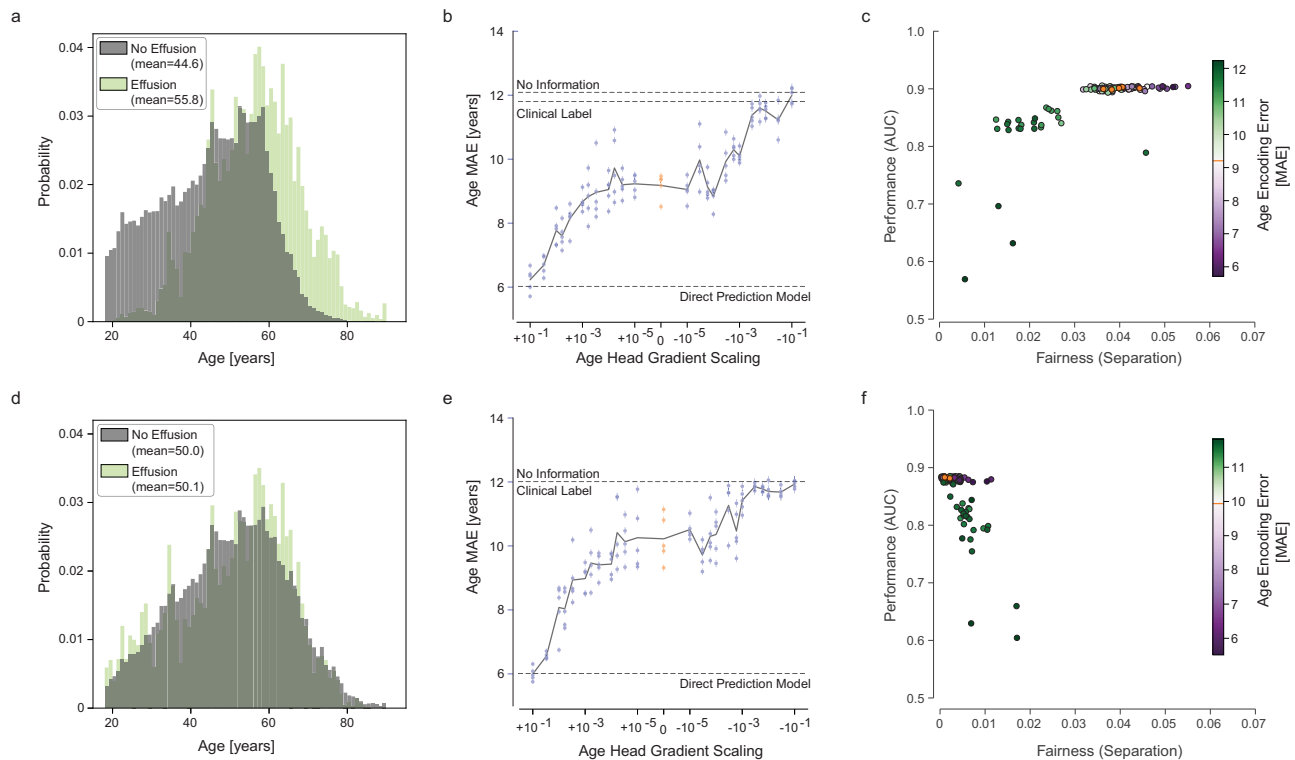 a
0.04
0.03
0.02
0.01
0
Probability
No Effusion
(mean=44.6)
Effusion
(mean=55.8)
20
40
60
80
Age [years]
b
14
12
10
8
6
Age MAE [years]
No Information
Clinical Label
Direct Prediction Model
+10⁻¹
+10⁻³
+10⁻⁵
0
-10⁻⁵
-10⁻³
-10⁻¹
Age Head Gradient Scaling
c
1.0
0.9
0.8
0.7
0.6
0.5
Performance (AUC)
0
0.01
0.02
0.03
0.04
0.05
0.06
0.07
Fairness (Separation)
12
11
10
9
8
7
6
Age Encoding Error
[MAE]
d
0.04
0.03
0.02
0.01
0
Probability
No Effusion
(mean=50.0)
Effusion
(mean=50.1)
20
40
60
80
Age [years]
e
14
12
10
8
6
Age MAE [years]
No Information
Clinical Label
Direct Prediction Model
+10⁻¹
+10⁻³
+10⁻⁵
0
-10⁻⁵
-10⁻³
-10⁻¹
Age Head Gradient Scaling
f
1.0
0.9
0.8
0.7
0.6
0.5
Performance (AUC)
0
0.01
0.02
0.03
0.04
0.05
0.06
0.07
Fairness (Separation)
11
10
9
8
7
6
Age Encoding Error
[MAE]